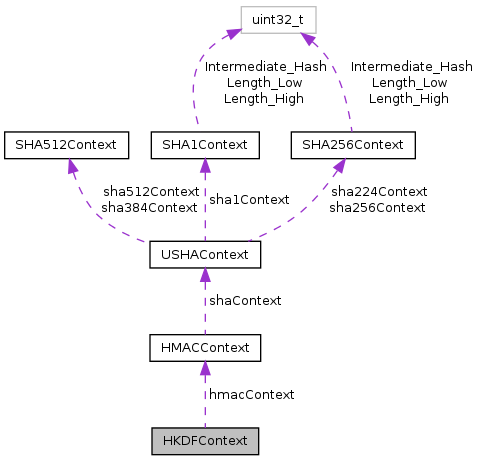 uint32_t
Intermediate_Hash
Length_Low
Length_High
Intermediate_Hash
Length_Low
Length_High
SHA512Context
SHA1Context
SHA256Context
sha512Context
sha384Context
sha1Context
sha224Context
sha256Context
USHAContext
shaContext
HMACContext
hmacContext
HKDFContext